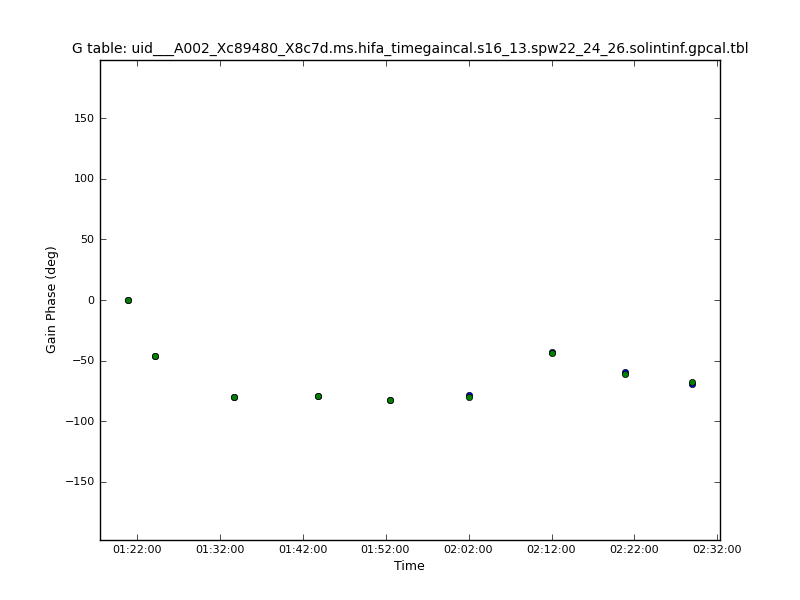 G table: uid___A002_Xc89480_X8c7d.ms.hifa_timegaincal.s16_13.spw22_24_26.solintinf.gpcal.tbl
150
100
50
0
−50
−100
−150
Gain Phase (deg)
01:22:00 01:32:00 01:42:00 01:52:00 02:02:00 02:12:00 02:22:00 02:32:00
Time